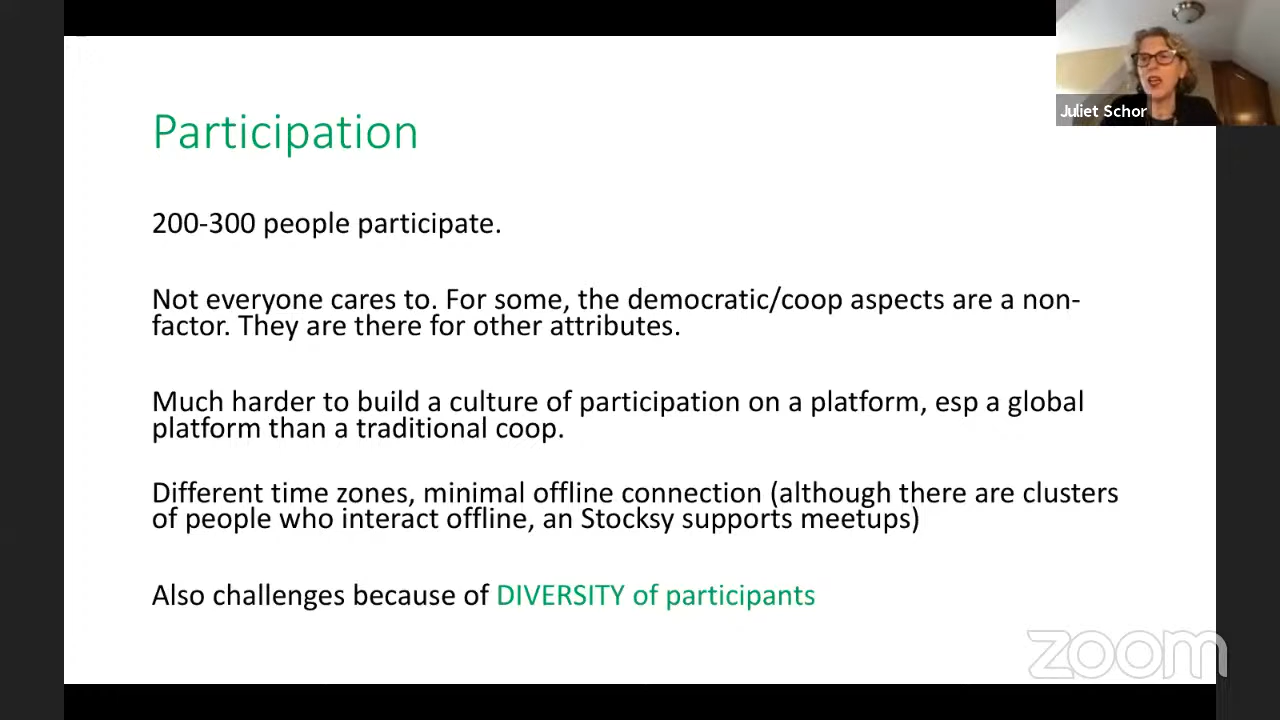 Juliet Schor
Participation
200-300 people participate.
Not everyone cares to. For some, the democratic/coop aspects are a non-
factor. They are there for other attributes.
Much harder to build a culture of participation on a platform, esp a global
platform than a traditional coop.
Different time zones, minimal offline connection (although there are clusters
of people who interact offline, an Stocksy supports meetups)
Also challenges because of DIVERSITY of participants
zoom